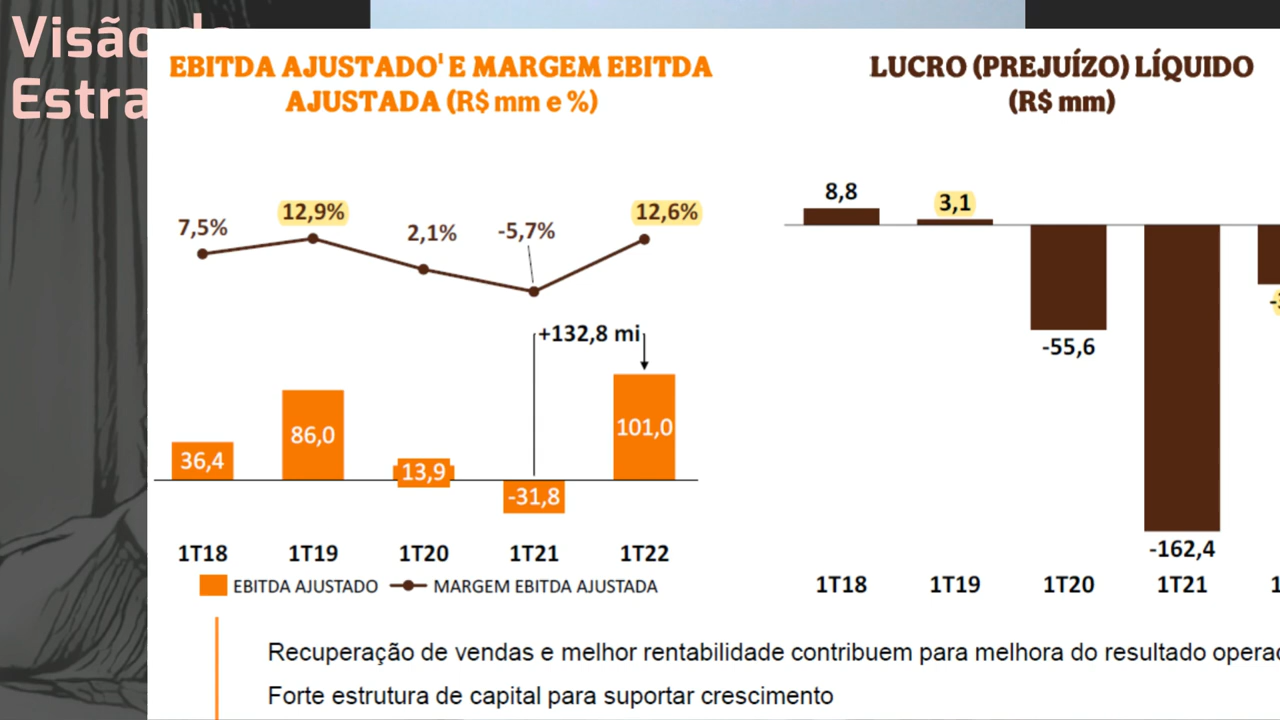 Visão
Estra
EBITDA AJUSTADO¹ E MARGEM EBITDA
AJUSTADA (R$ mm e %)
7,5%
12,9%
2,1%
-5,7%
12,6%
+132,8 mi
36,4
86,0
13,9
-31,8
101,0
1T18 1T19 1T20 1T21 1T22
EBITDA AJUSTADO MARGEM EBITDA AJUSTADA
LUCRO (PREJUÍZO) LÍQUIDO
(R$ mm)
8,8
3,1
-55,6
-162,4
1T18 1T19 1T20 1T21
Recuperação de vendas e melhor rentabilidade contribuem para melhora do resultado opera
Forte estrutura de capital para suportar crescimento